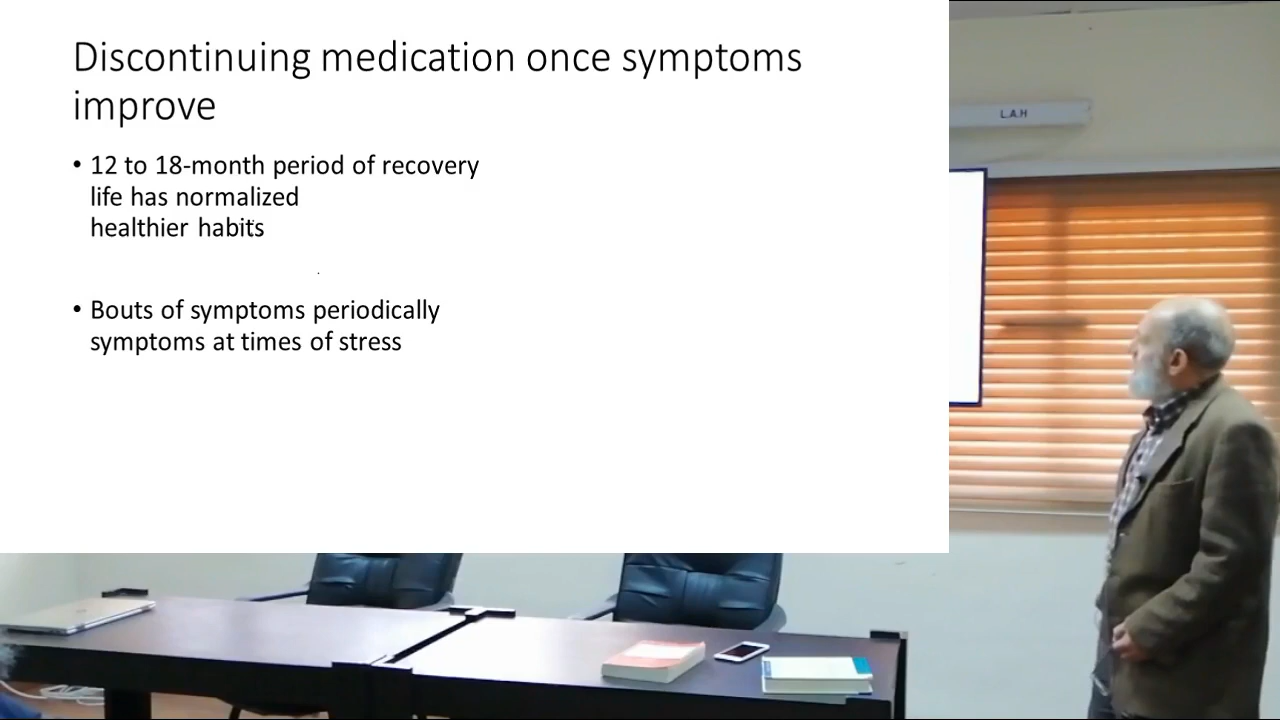 Discontinuing medication once symptoms
improve
• 12 to 18-month period of recovery
life has normalized
healthier habits
• Bouts of symptoms periodically
symptoms at times of stress
L.A.H